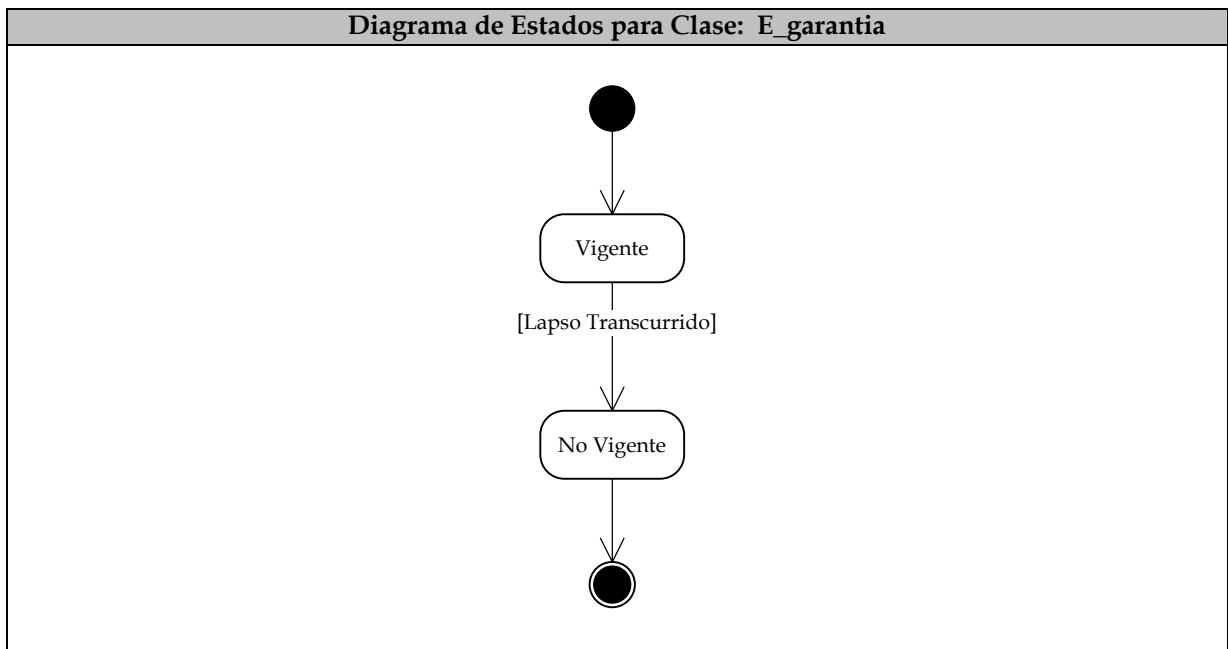 Diagrama de Estados para Clase: E_garantia
Vigente
[Lapso Transcurrido]
No Vigente